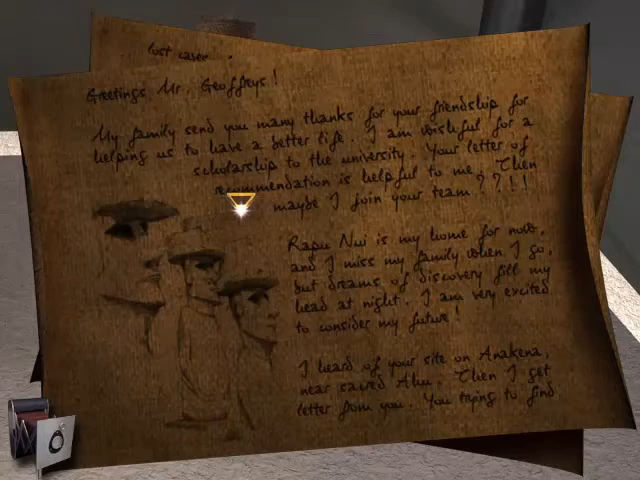 Greetings Mr. Geoffreys!
My family send you many thanks for your friendship for
helping us to have a better life. I am wishful for a
scholarship to the university. Your letter of
recommendation is helpful to me. Then
maybe I join your team??!!
Rapu Nui is my home for now,
and I miss my family when I go,
but dreams of discovery fill my
head at night. I am very excited
to consider my future!
I heard of your site on Anakena,
near sacred Ahu. Then I get
letter from you. You trying to find